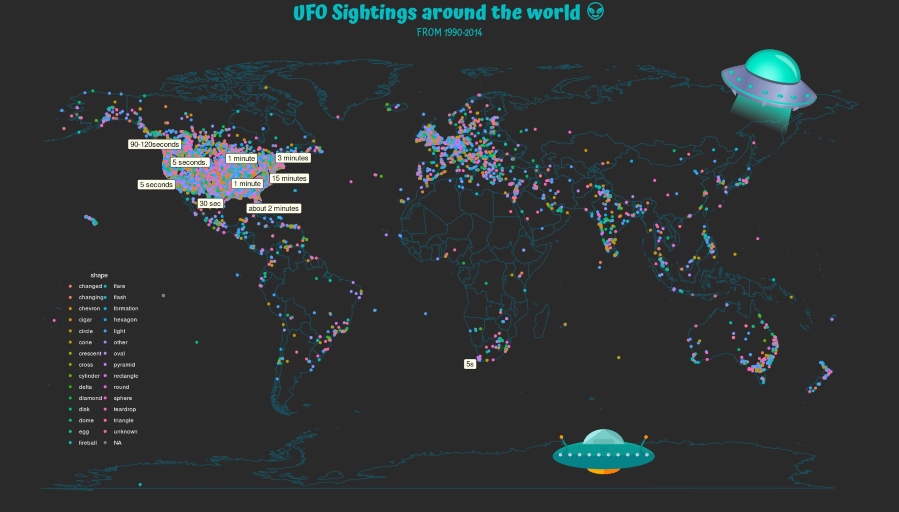 UFO Sightings around the world 👽
FROM 1990-2014
90-120seconds
5 seconds.
1 minute
3 minutes
5 seconds
1 minute
15 minutes
30 sec
about 2 minutes
5s
shape
changed flare
changing flash
chevron formation
cigar hexagon
circle light
cone other
crescent oval
cross pyramid
cylinder rectangle
delta round
diamond sphere
disk teardrop
dome triangle
egg unknown
fireball NA